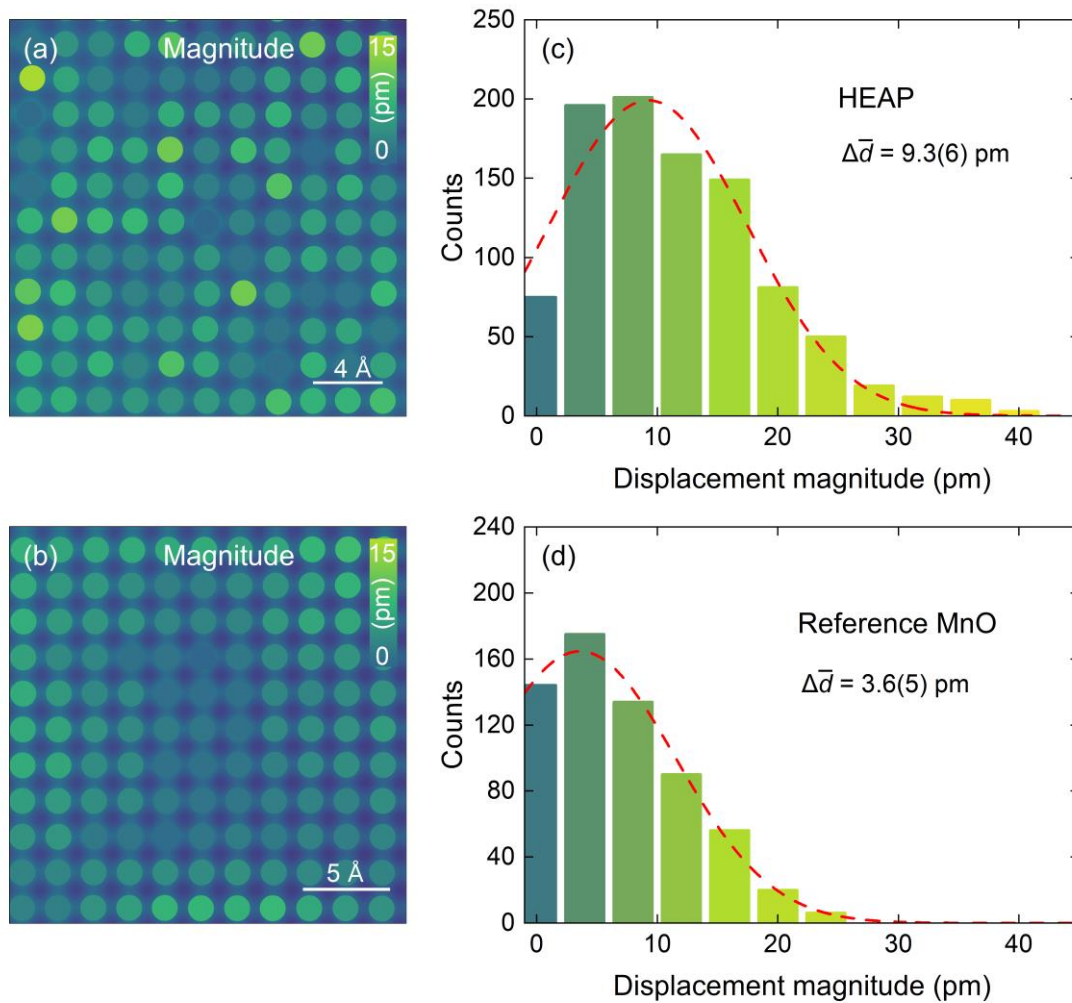 (a)
Magnitude
15
(pm)
0
4 Å
(c)
250
200
150
100
50
0
Counts
HEAP
Δd̅ = 9.3(6) pm
0 10 20 30 40
Displacement magnitude (pm)
(b)
Magnitude
15
(pm)
0
5 Å
(d)
240
200
160
120
80
40
0
Counts
Reference MnO
Δd̅ = 3.6(5) pm
0 10 20 30 40
Displacement magnitude (pm)